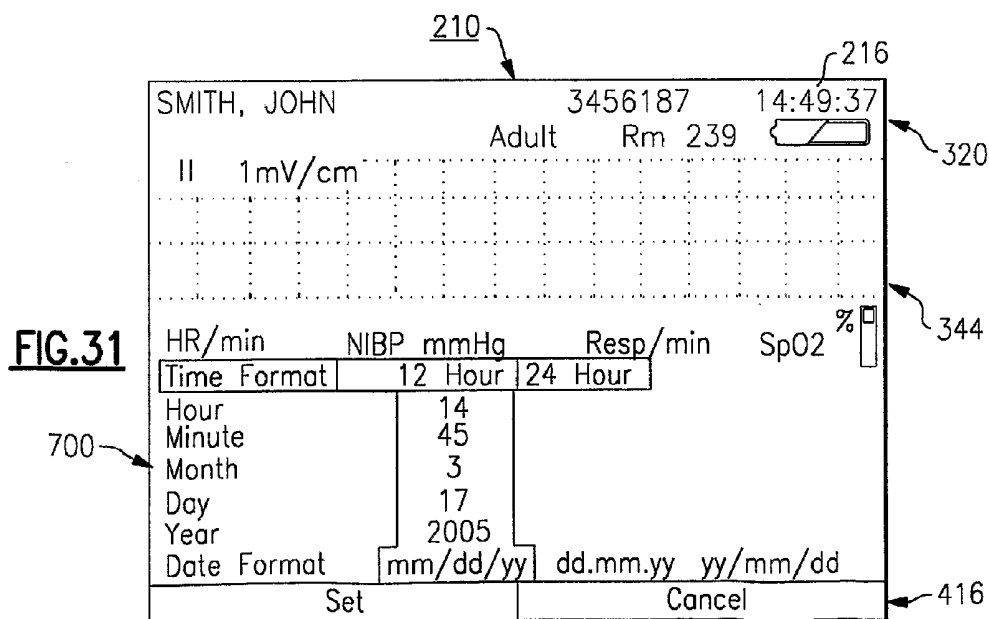 210
216
SMITH, JOHN 3456187 14:49:37
Adult Rm 239
320
II 1mV/cm
344
FIG.31
HR/min NIBP mmHg Resp/min SpO2 %
Time Format 12 Hour 24 Hour
Hour 14
Minute 45
700
Month 3
Day 17
Year 2005
Date Format mm/dd/yy dd.mm.yy yy/mm/dd
Set Cancel
416